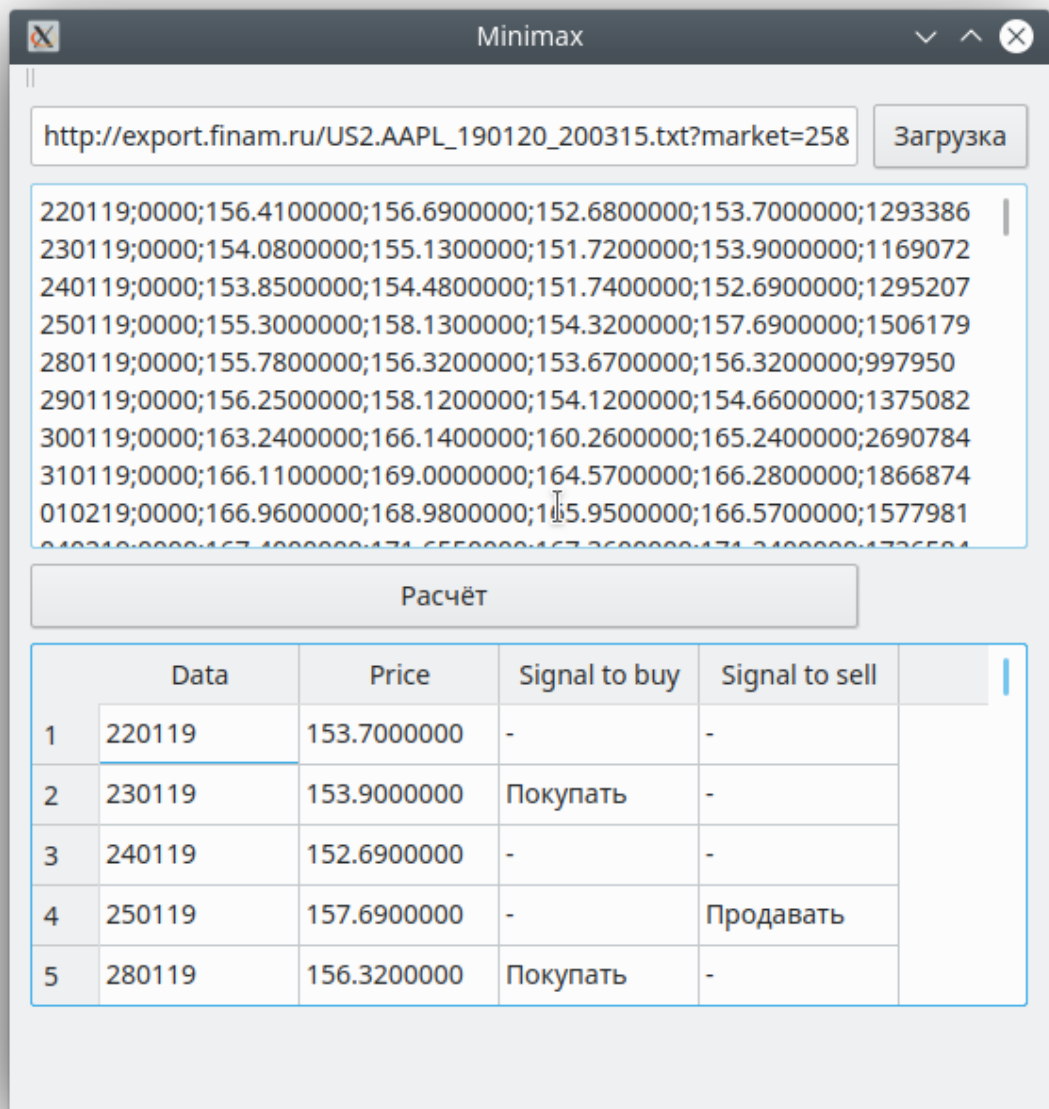 Minimax
http://export.finam.ru/US2.AAPL_190120_200315.txt?market=25& Загрузка
220119;0000;156.4100000;156.6900000;152.6800000;153.7000000;1293386
230119;0000;154.0800000;155.1300000;151.7200000;153.9000000;1169072
240119;0000;153.8500000;154.4800000;151.7400000;152.6900000;1295207
250119;0000;155.3000000;158.1300000;154.3200000;157.6900000;1506179
280119;0000;155.7800000;156.3200000;153.6700000;156.3200000;997950
290119;0000;156.2500000;158.1200000;154.1200000;154.6600000;1375082
300119;0000;163.2400000;166.1400000;160.2600000;165.2400000;2690784
310119;0000;166.1100000;169.0000000;164.5700000;166.2800000;1866874
010219;0000;166.9600000;168.9800000;165.9500000;166.5700000;1577981
Расчёт
Data Price Signal to buy Signal to sell
1 220119 153.7000000 - -
2 230119 153.9000000 Покупать -
3 240119 152.6900000 - -
4 250119 157.6900000 - Продавать
5 280119 156.3200000 Покупать -